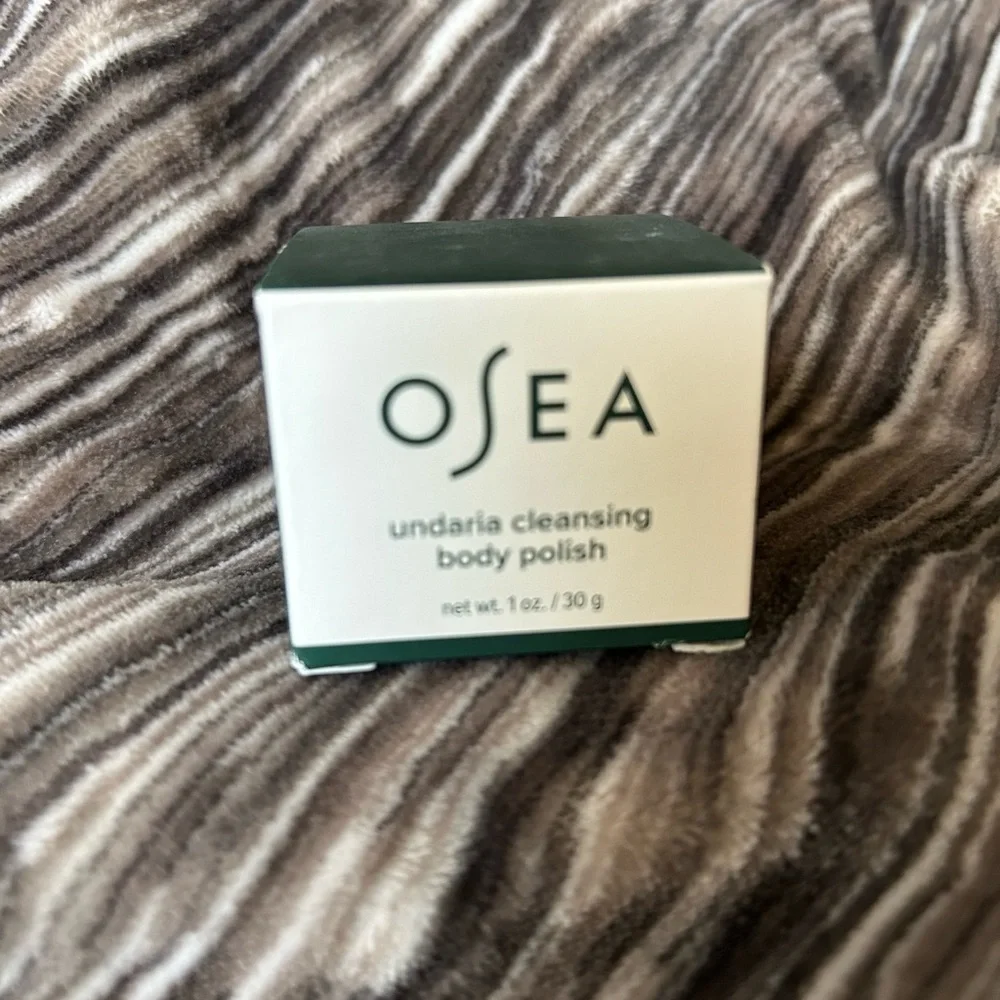 OSEA
undaria cleansing
body polish
net wt. 1 oz. / 30 g